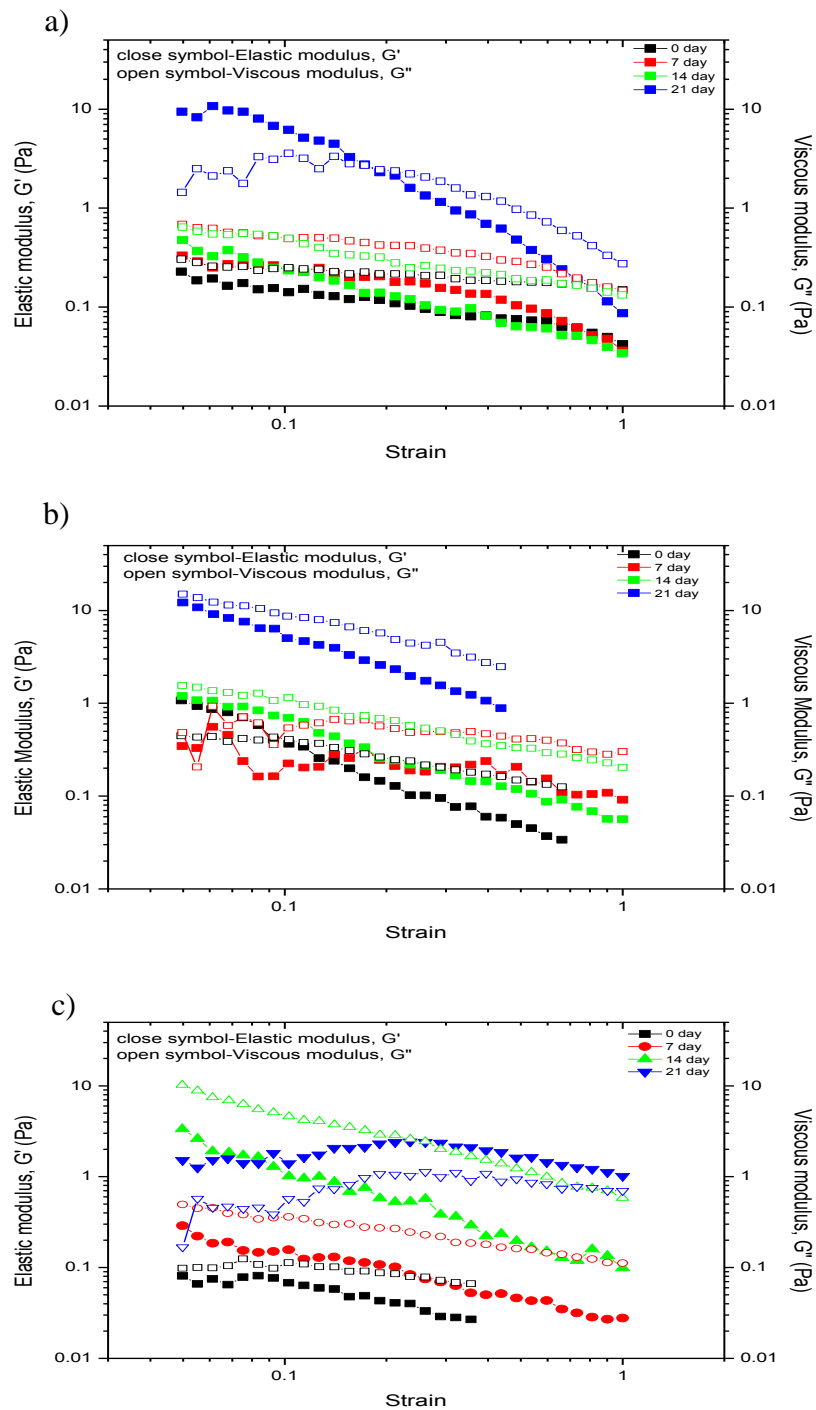 a)
close symbol-Elastic modulus, G'
open symbol-Viscous modulus, G"
0 day
7 day
14 day
21 day
10
1
0.1
0.01
Elastic modulus, G' (Pa)
10
1
0.1
0.01
Viscous modulus, G" (Pa)
0.1
1
Strain
b)
close symbol-Elastic modulus, G'
open symbol-Viscous modulus, G"
0 day
7 day
14 day
21 day
10
1
0.1
0.01
Elastic Modulus, G' (Pa)
10
1
0.1
0.01
Viscous Modulus, G" (Pa)
0.1
1
Strain
c)
close symbol-Elastic modulus, G'
open symbol-Viscous modulus, G"
0 day
7 day
14 day
21 day
10
1
0.1
0.01
Elastic modulus, G' (Pa)
10
1
0.1
0.01
Viscous modulus, G" (Pa)
0.1
1
Strain